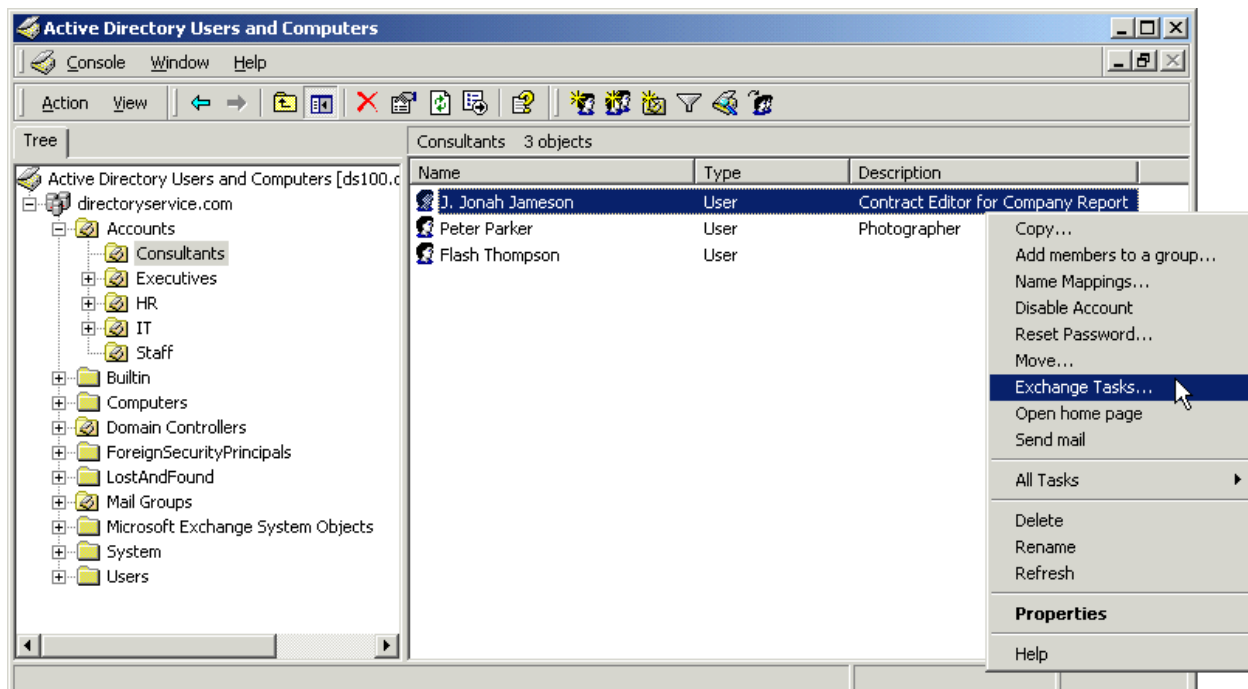 Active Directory Users and Computers
Console Window Help
Action View
Tree
Consultants 3 objects
Active Directory Users and Computers [ds100.c
directoryservice.com
Accounts
Consultants
Executives
HR
IT
Staff
Builtin
Computers
Domain Controllers
ForeignSecurityPrincipals
LostAndFound
Mail Groups
Microsoft Exchange System Objects
System
Users
Name Type Description
J. Jonah Jameson User Contract Editor for Company Report
Peter Parker User Photographer
Flash Thompson User
Copy...
Add members to a group...
Name Mappings...
Disable Account
Reset Password...
Move...
Exchange Tasks...
Open home page
Send mail
All Tasks
Delete
Rename
Refresh
Properties
Help